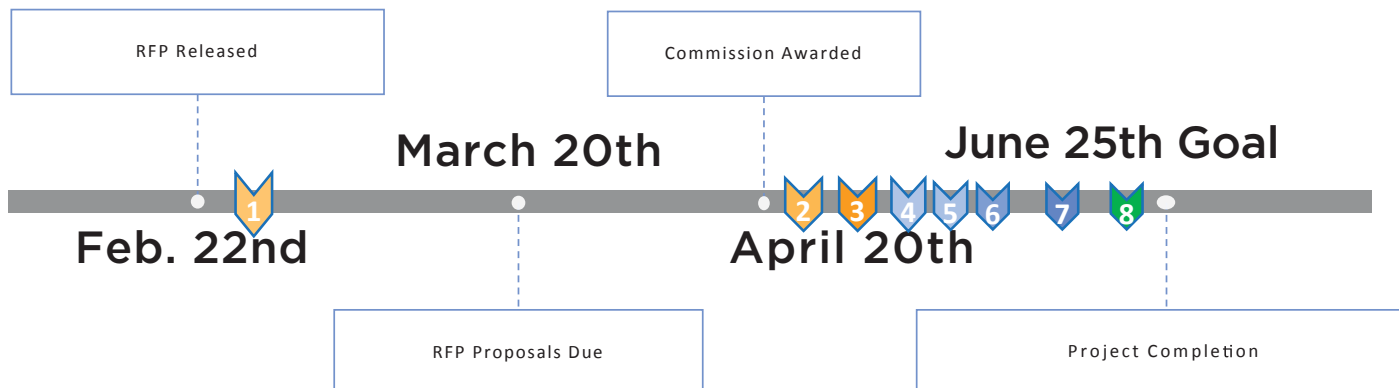 RFP Released
Commission Awarded
March 20th
June 25th Goal
1
2
3
4
5
6
7
8
Feb. 22nd
April 20th
RFP Proposals Due
Project Completion